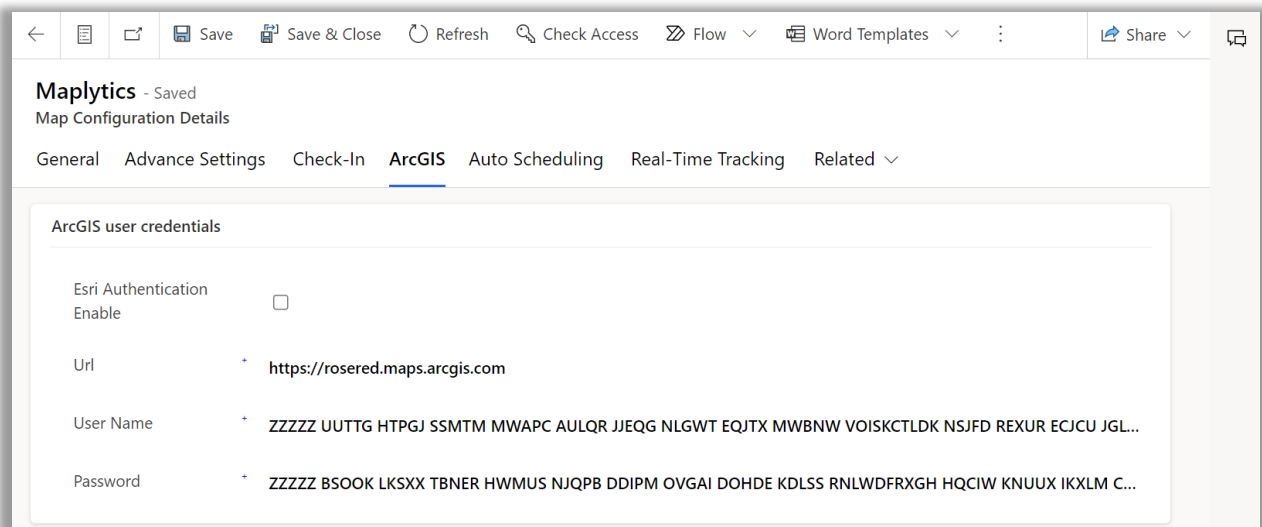 Save Save & Close Refresh Check Access Flow Word Templates Share
Maplytics - Saved
Map Configuration Details
General Advance Settings Check-In ArcGIS Auto Scheduling Real-Time Tracking Related
ArcGIS user credentials
Esri Authentication
Enable
Url + https://rosered.maps.arcgis.com
User Name + ZZZZZ UUTTG HTPGJ SSMTM MWAPC AULQR JJEQG NLGWT EQJTX MWBNW VOISKCTLDK NSJFD REXUR ECJCU JGL...
Password + ZZZZZ BSOOK LKSXX TBNER HWMUS NJQPB DDIPM OVGAI DOHDE KDLSS RNLWDFRXGH HQCIW KNUUX IKXLM C...